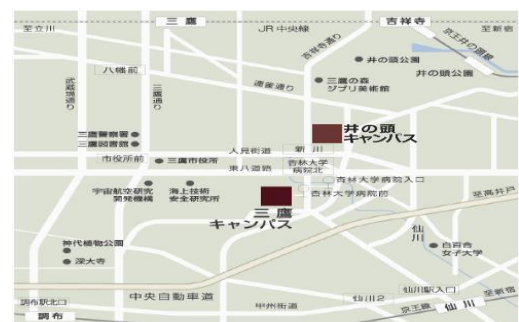 至立川
三鷹
JR中央線
吉祥寺
至新宿
京王井の頭線
吉祥寺通り
井の頭公園
井の頭公園
八幡前
武蔵境通り
三鷹通り
連雀通り
三鷹の森
ジブリ美術館
三鷹警察署
三鷹図書館
人見街道
新川
井の頭
キャンパス
市役所前
三鷹市役所
東八道路
杏林大学
病院北
杏林大学病院入口
宇宙航空研究
開発機構
海上技術
安全研究所
杏林大学病院前
三鷹
キャンパス
至高井戸
仙川
神代植物公園
深大寺
白百合
女子大学
中央自動車道
仙川駅入口
調布駅北口
甲州街道
仙川2
至新宿
調布
京王線
仙川